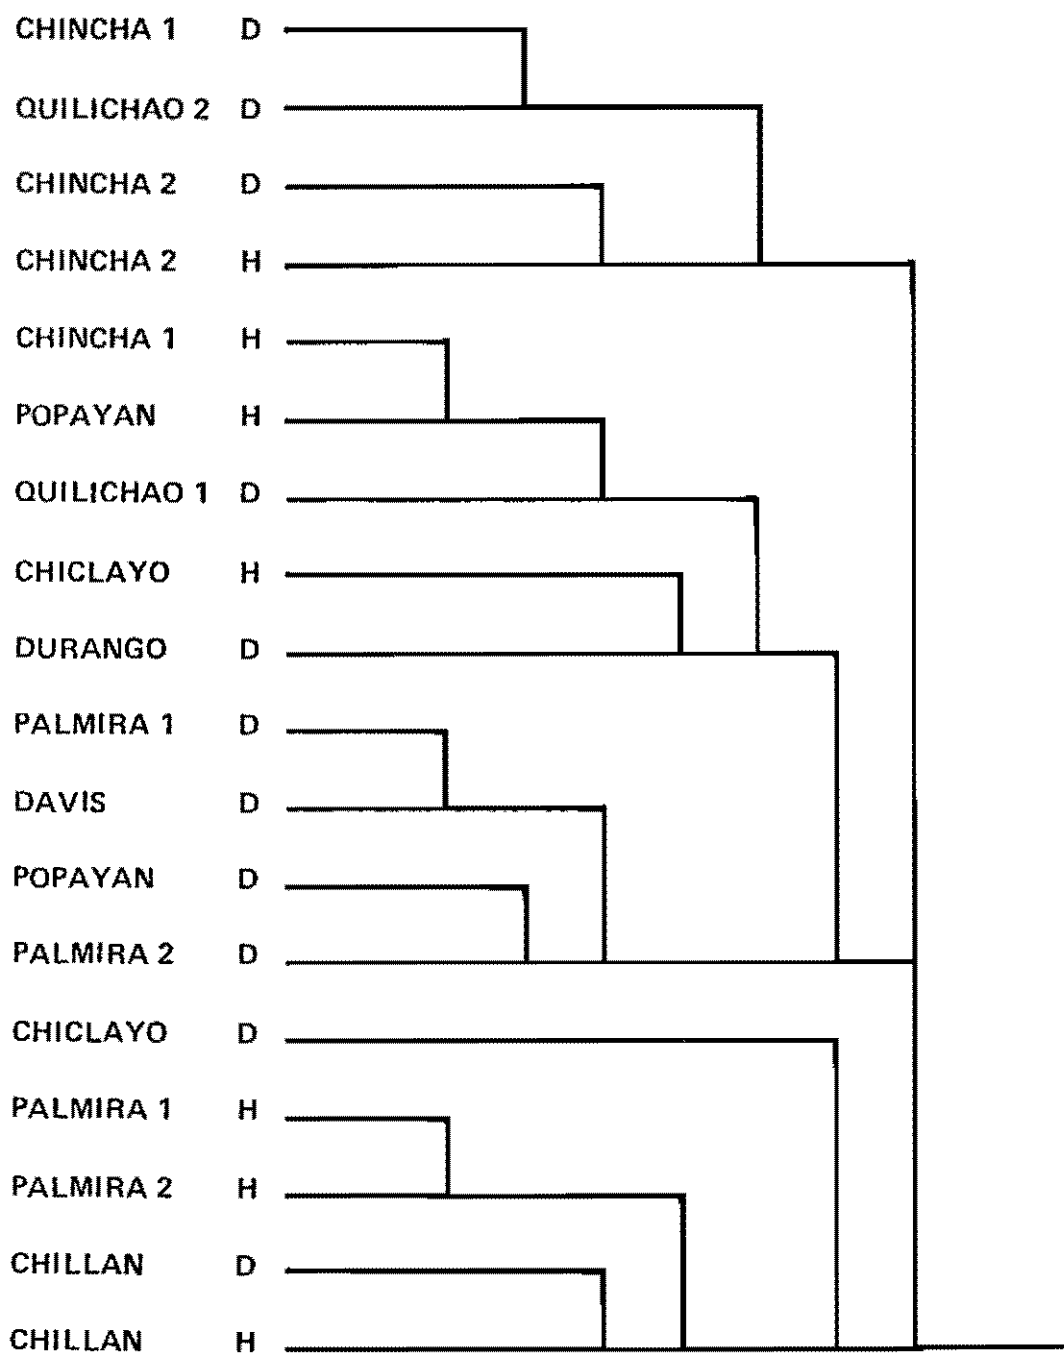 CHINCHA 1 D
QUILICHAO 2 D
CHINCHA 2 D
CHINCHA 2 H
CHINCHA 1 H
POPAYAN H
QUILICHAO 1 D
CHICLAYO H
DURANGO D
PALMIRA 1 D
DAVIS D
POPAYAN D
PALMIRA 2 D
CHICLAYO D
PALMIRA 1 H
PALMIRA 2 H
CHILLAN D
CHILLAN H